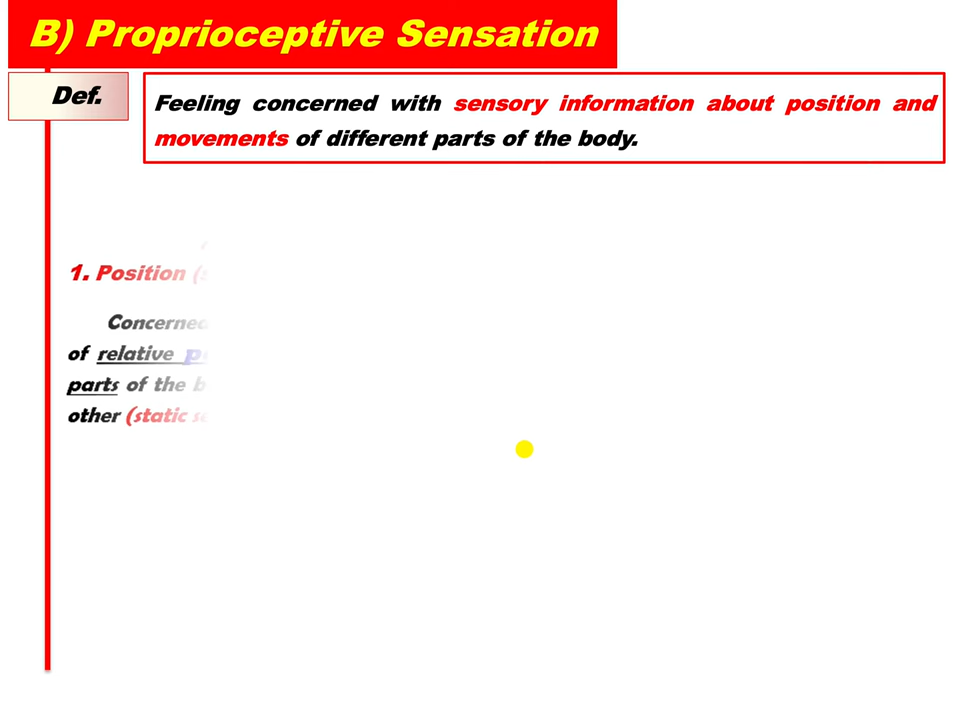 B) Proprioceptive Sensation
Def.
Feeling concerned with sensory information about position and
movements of different parts of the body.
1. Position
Concerned
of relative
parts of the
other (static